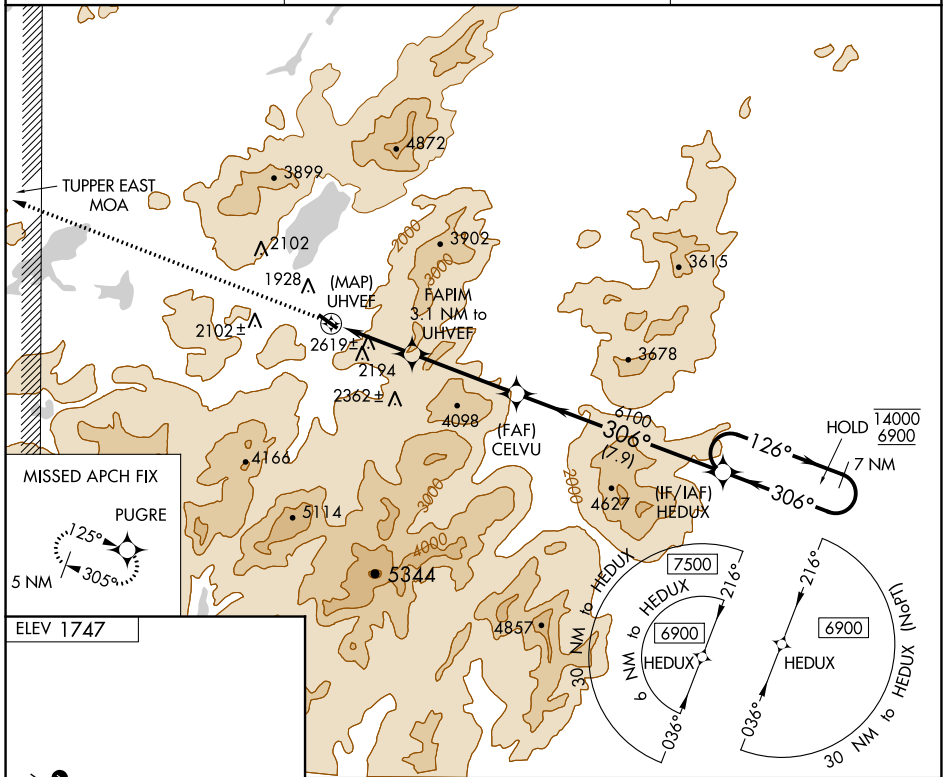 4872
3899
TUPPER EAST
MOA
2000
3902
2102
3000
3615
1928
(MAP)
UHVEF
FAPIM
3.1 NM to
UHVEF
2102±
2619±
2194
3678
2362±
4098
(FAF)
CELVU
6100
306°
(7.9)
126°
HOLD
14000
6900
7 NM
306°
4166
2000
4627
(IF/IAF)
HEDUX
MISSED APCH FIX
PUGRE
125°
305°
5 NM
3000
5114
4000
5344
4857
30 NM to HEDUX
7500
6 NM to HEDUX
6900
HEDUX
216°
036°
216°
6900
HEDUX
036°
30 NM to HEDUX (NoPT)
ELEV 1747